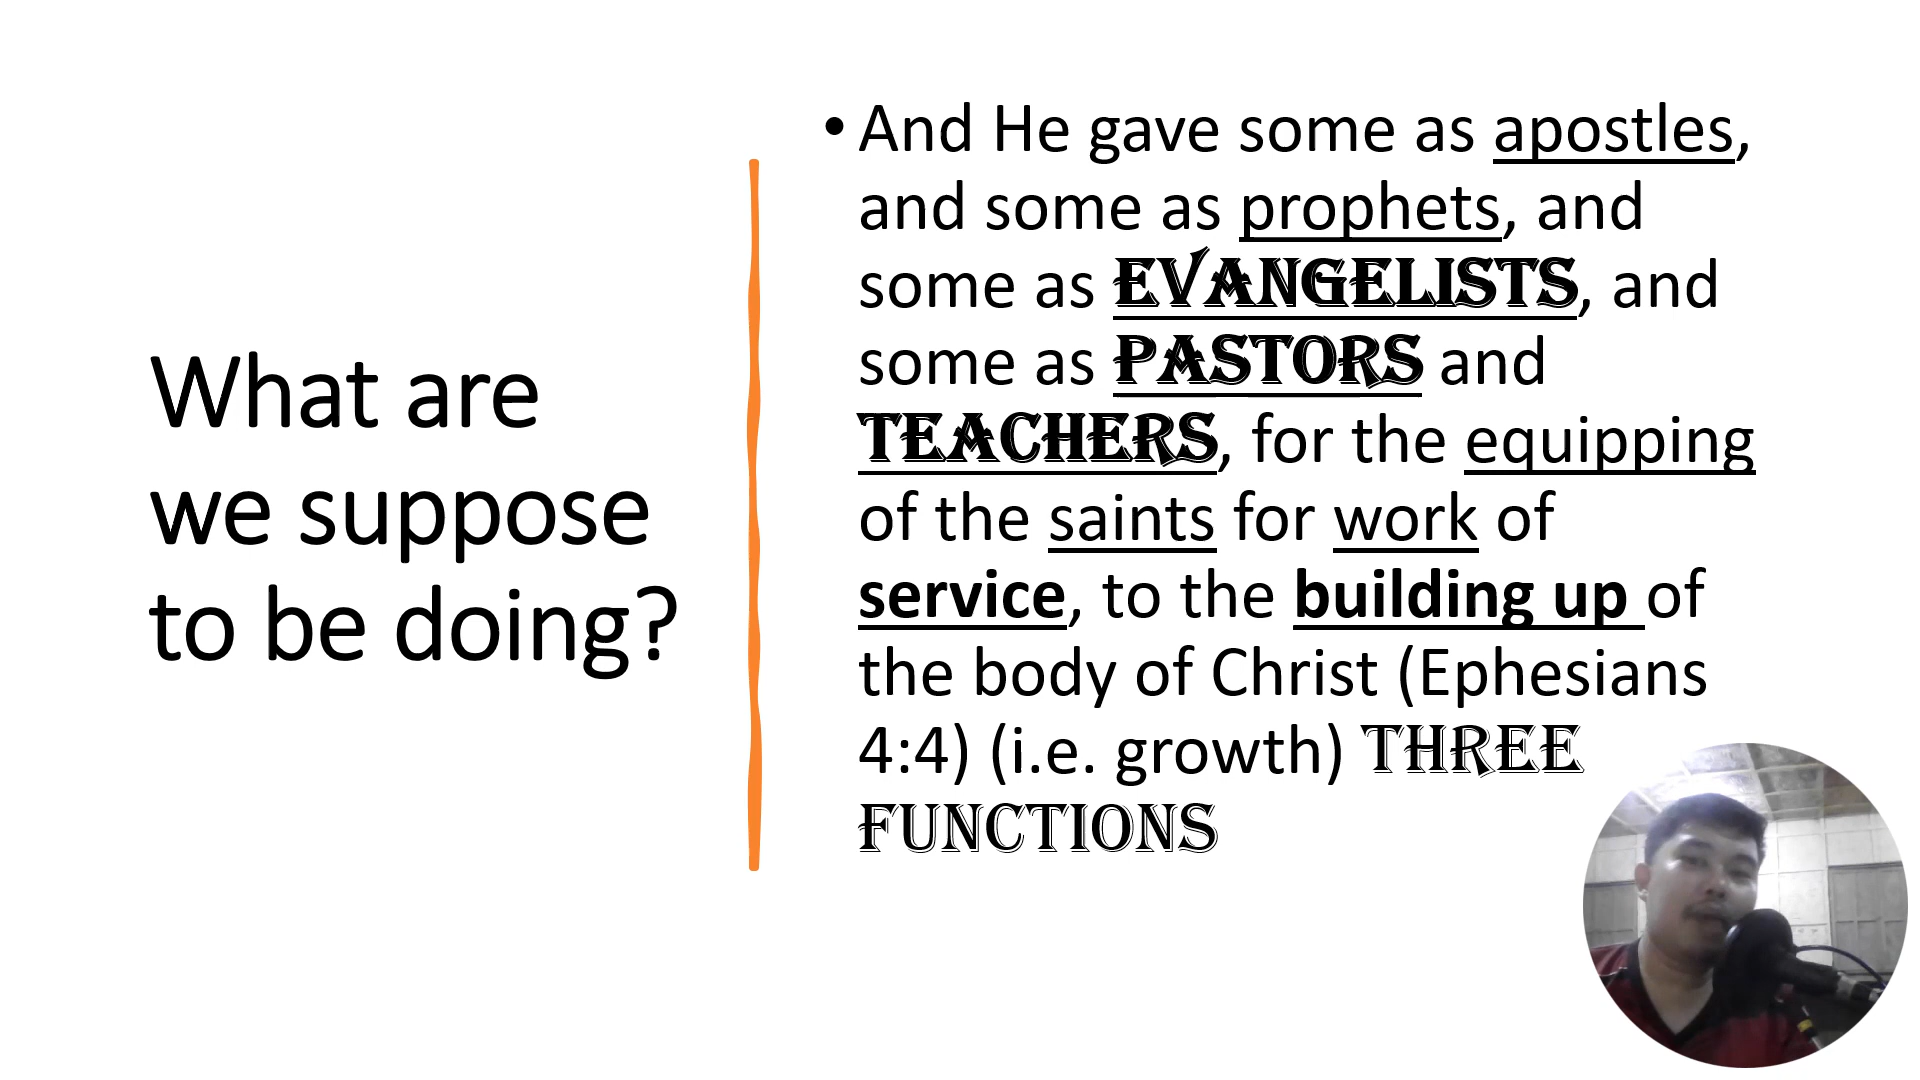 What are
we suppose
to be doing?
• And He gave some as apostles,
and some as prophets, and
some as EVANGELISTS, and
some as PASTORS and
TEACHERS, for the equipping
of the saints for work of
service, to the building up of
the body of Christ (Ephesians
4:4) (i.e. growth) THREE
FUNCTIONS